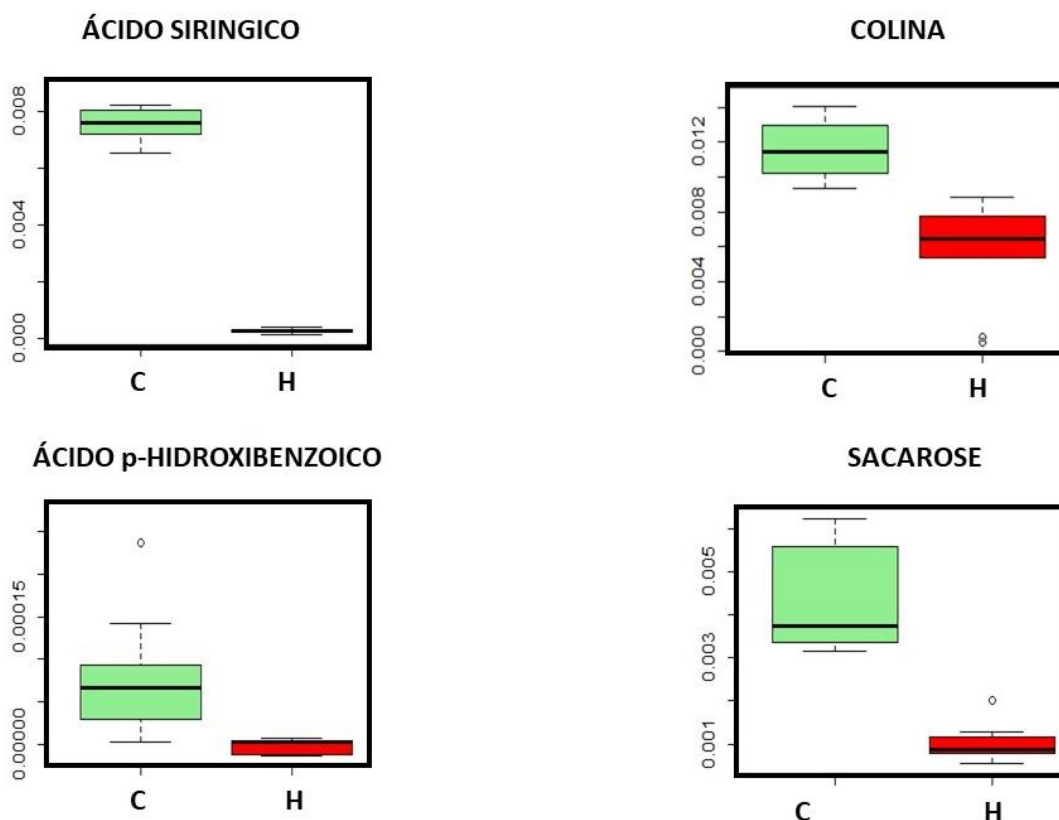 ÁCIDO SIRINGICO
0.008
0.004
0.000
C H
COLINA
0.012
0.008
0.004
0.000
C H
ÁCIDO p-HIDROXIBENZOICO
0.00015
0.00000
C H
SACAROSE
0.005
0.003
0.001
C H